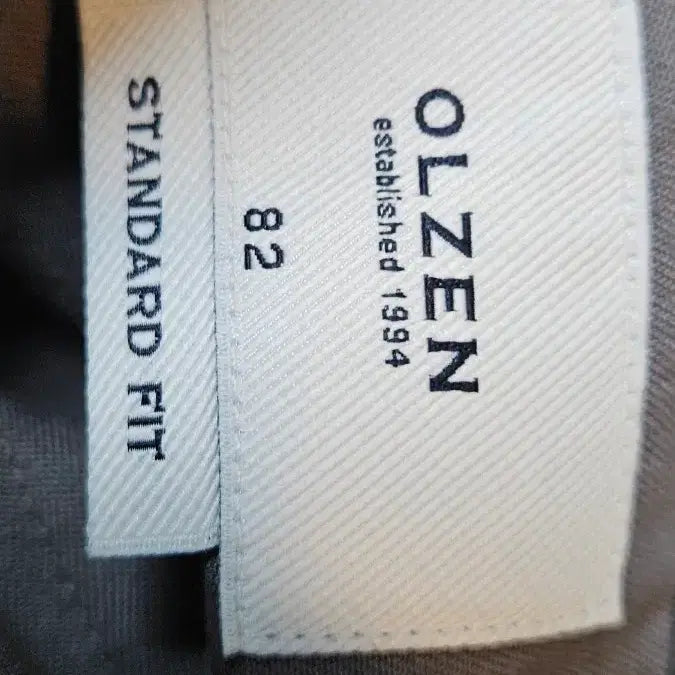 OLZEN
established 1994
82
STANDARD FIT